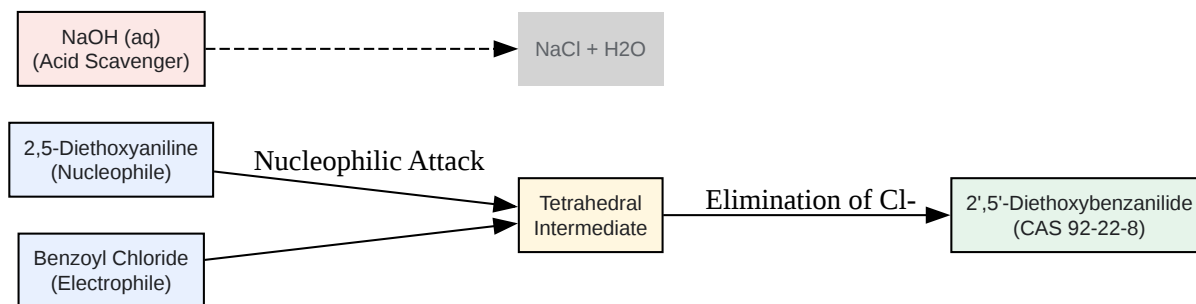 NaOH (aq)
(Acid Scavenger)
NaCl + H2O
2,5-Diethoxyaniline
(Nucleophile)
Nucleophilic Attack
Benzoyl Chloride
(Electrophile)
Tetrahedral
Intermediate
Elimination of Cl-
2',5'-Diethoxybenzanilide
(CAS 92-22-8)